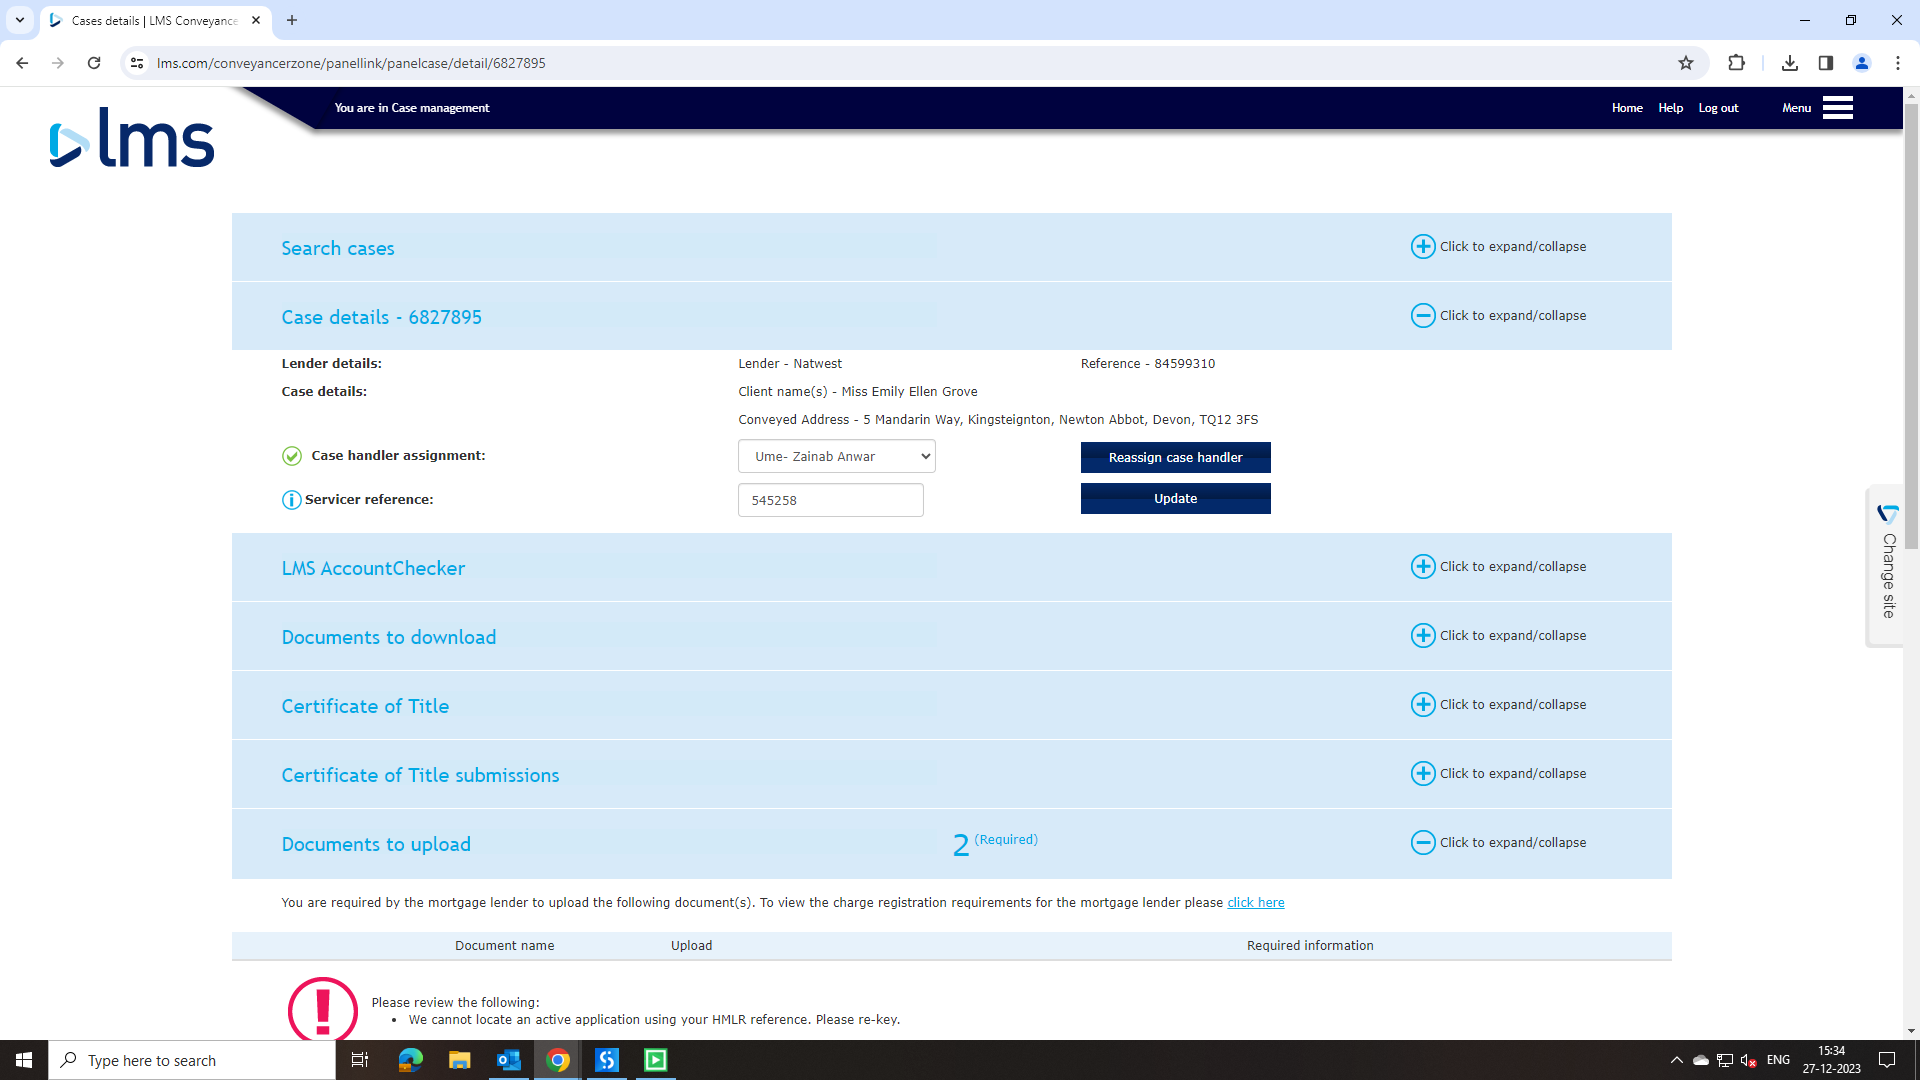 Cases details | LMS Conveyance
lms.com/conveyancerzone/panellink/panelcase/detail/6827895
You are in Case management
Home Help Log out Menu
lms
Search cases Click to expand/collapse
Case details - 6827895 Click to expand/collapse
Lender details: Lender - Natwest Reference - 84599310
Case details: Client name(s) - Miss Emily Ellen Grove
Conveyed Address - 5 Mandarin Way, Kingsteignton, Newton Abbot, Devon, TQ12 3FS
Case handler assignment: Ume- Zainab Anwar Reassign case handler
Servicer reference: 545258 Update
Change site
LMS AccountChecker Click to expand/collapse
Documents to download Click to expand/collapse
Certificate of Title Click to expand/collapse
Certificate of Title submissions Click to expand/collapse
Documents to upload 2 (Required) Click to expand/collapse
You are required by the mortgage lender to upload the following document(s). To view the charge registration requirements for the mortgage lender please click here
Document name Upload Required information
Please review the following:
• We cannot locate an active application using your HMLR reference. Please re-key.
Type here to search
ENG
15:34
27-12-2023